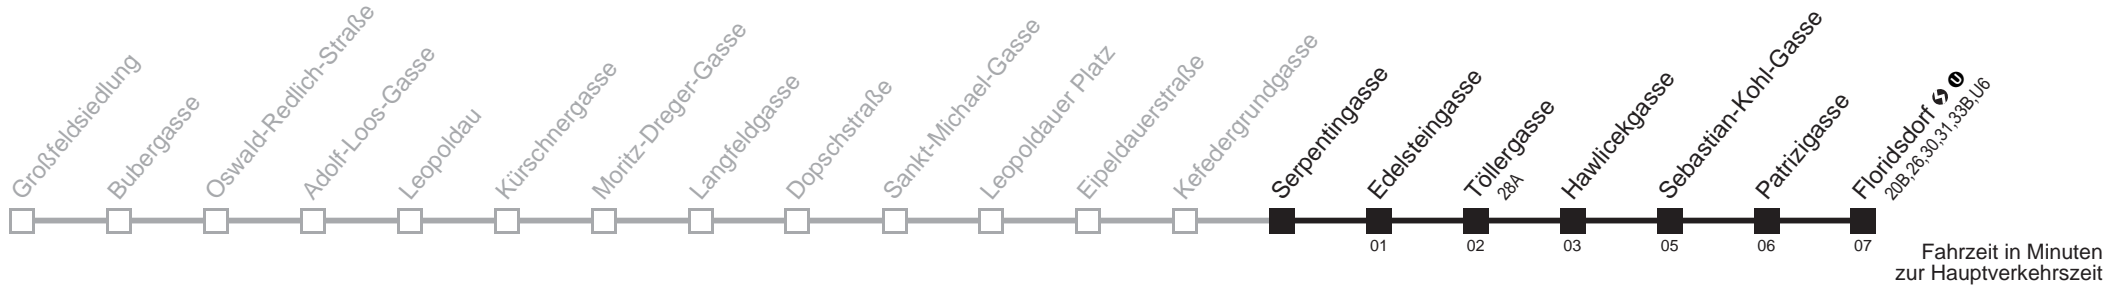 Großfeldsiedlung
Bubergasse
Oswald-Redlich-Straße
Adolf-Loos-Gasse
Leopoldau
Kürschnergasse
Moritz-Dreger-Gasse
Langfeldgasse
Dopschstraße
Sankt-Michael-Gasse
Leopoldauer Platz
Eipeldauerstraße
Kefedergrundgasse
Serpentingasse
Edelsteingasse
Töllergasse
28A
Hawlicekgasse
Sebastian-Kohl-Gasse
Patrizigasse
Floridsdorf S U
20B,26,30,31,33B,U6
01 02 03 05 06 07
Fahrzeit in Minuten
zur Hauptverkehrszeit